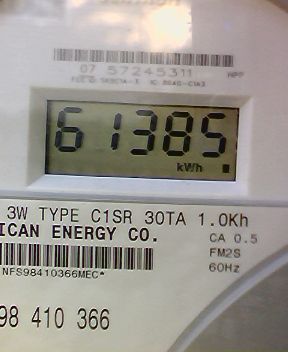 07 57245311
61385
kWh
3W TYPE C1SR 30TA 1.0Kh
ICAN ENERGY CO.
CA 0.5
FM2S
60Hz
NFS98410366MEC*
98 410 366